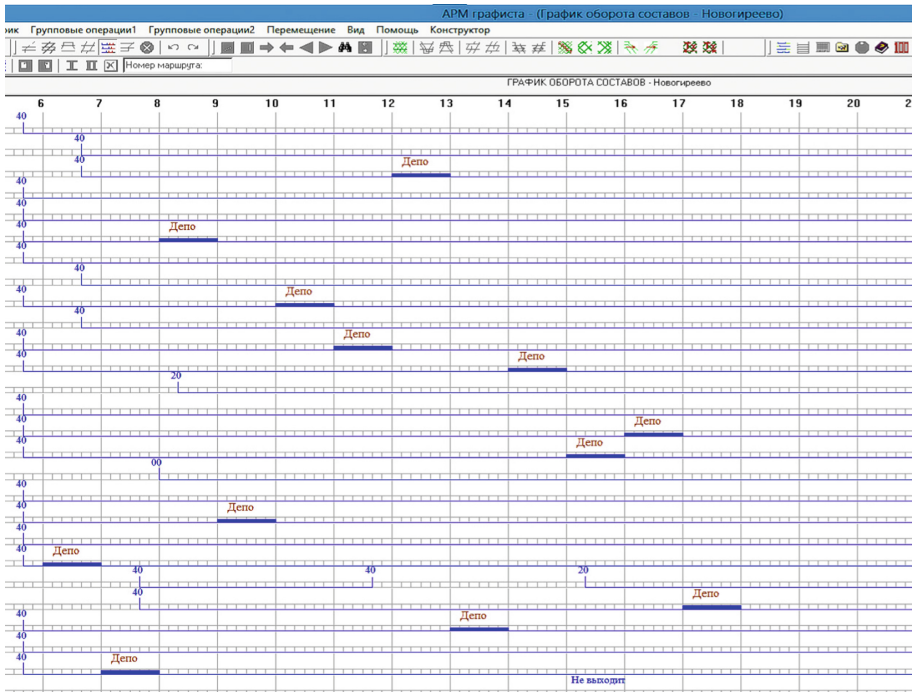 АРМ графиста - (График оборота составов - Новогиреево)
рик Групповые операции1 Групповые операции2 Перемещение Вид Помощь Конструктор
Номер маршрута:
ГРАФИК ОБОРОТА СОСТАВОВ - Новогиреево
6 7 8 9 10 11 12 13 14 15 16 17 18 19 20 2
40
40
40 Депо
40
40
40 Депо
40
40
40 Депо
40
40 Депо
40 Депо
20
40
40 Депо
40 Депо
00
40
40 Депо
40
40 Депо
40 40 20
40 Депо
40 Депо
40
40 Депо
Не выходит